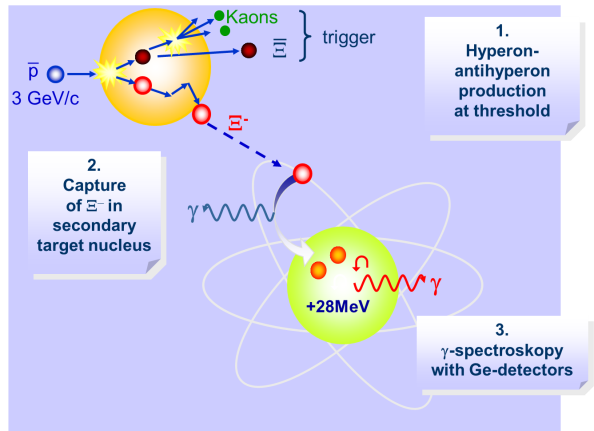 Kaons
Ξ̅
trigger
p̅
3 GeV/c
Ξ-
1.
Hyperon-
antihyperon
production
at threshold
2.
Capture
of Ξ⁻ in
secondary
target nucleus
γ
γ
+28MeV
3.
γ-spectroskopy
with Ge-detectors